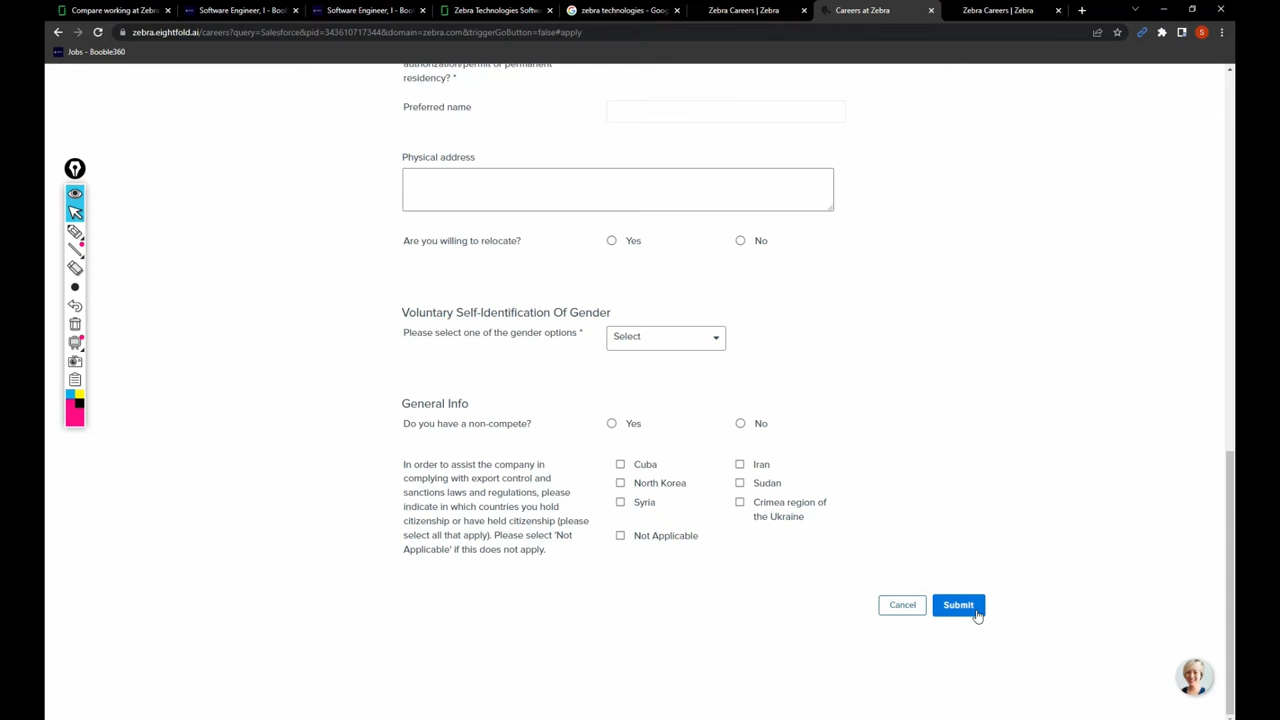 Compare working at Zebra
Software Engineer, I - Boo
Software Engineer, I - Boo
Zebra Technologies Softw
zebra technologies - Goog
Zebra Careers | Zebra
Careers at Zebra
Zebra Careers | Zebra
zebra.eightfold.ai/careers?query=Salesforce&pid=343610717344&domain=zebra.com&triggerGoButton=false#apply
S
Jobs - Booble360
authorization/permit or permanent
residency? *
Preferred name
Physical address
Are you willing to relocate?
Yes
No
Voluntary Self-Identification Of Gender
Please select one of the gender options *
Select
General Info
Do you have a non-compete?
Yes
No
In order to assist the company in
complying with export control and
sanctions laws and regulations, please
indicate in which countries you hold
citizenship or have held citizenship (please
select all that apply). Please select 'Not
Applicable' if this does not apply.
Cuba
Iran
North Korea
Sudan
Syria
Crimea region of
the Ukraine
Not Applicable
Cancel
Submit